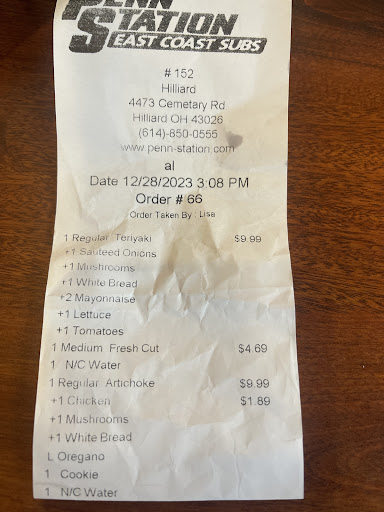 PENN
STATION
EAST COAST SUBS
# 152
Hilliard
4473 Cemetary Rd
Hilliard OH 43026
(614)-850-0555
www.penn-station.com
al
Date 12/28/2023 3:08 PM
Order # 66
Order Taken By : Lisa
1 Regular Teriyaki $9.99
+1 Sauteed Onions
+1 Mushrooms
+1 White Bread
+2 Mayonnaise
+1 Lettuce
+1 Tomatoes
1 Medium Fresh Cut $4.69
1 N/C Water
1 Regular Artichoke $9.99
+1 Chicken $1.89
+1 Mushrooms
+1 White Bread
L Oregano
1 Cookie
1 N/C Water